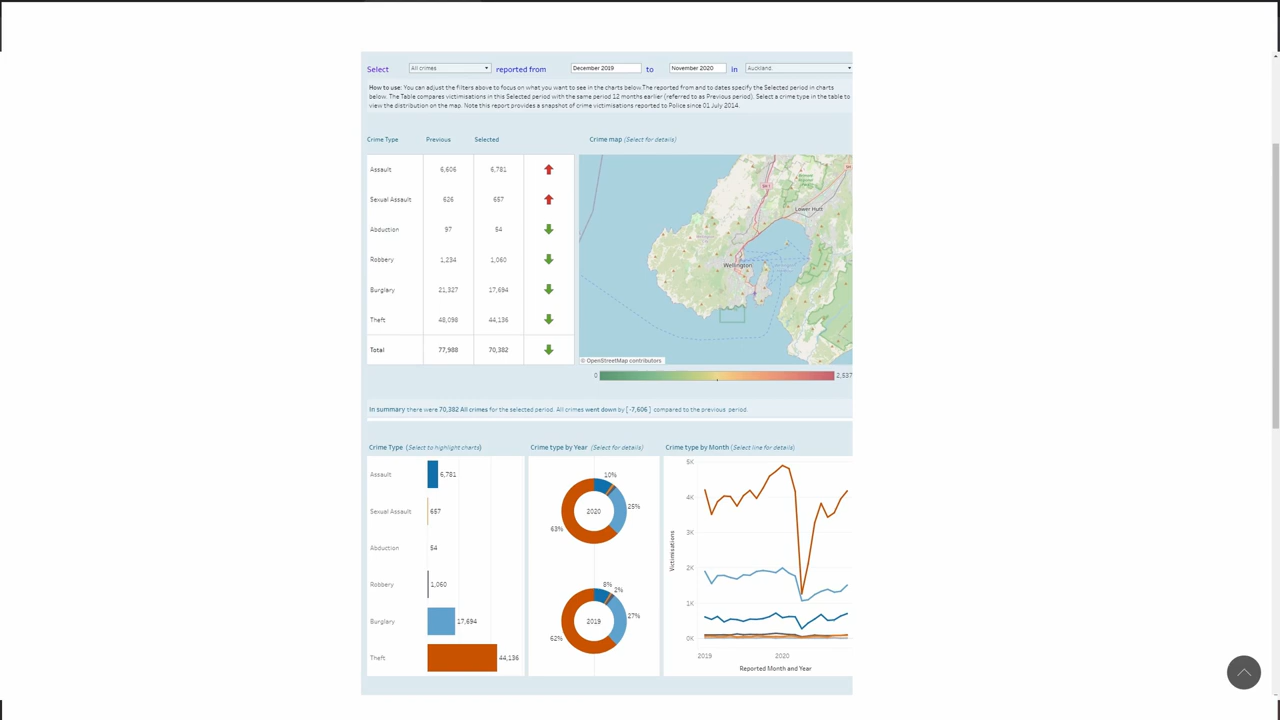 Select All crimes reported from December 2019 to November 2020 in Auckland
How to use: You can adjust the filters above to focus on what you want to see in the charts below.The reported from and to dates specify the Selected period in charts
below. The Table compares victimisations in this Selected period with the same period 12 months earlier (referred to as Previous period). Select a crime type in the table to
view the distribution on the map. Note this report provides a snapshot of crime victimisations reported to Police since 01 July 2014.
Crime Type Previous Selected
Assault 6,606 6,781
Sexual Assault 626 657
Abduction 97 54
Robbery 1,234 1,060
Burglary 21,327 17,694
Theft 48,098 44,136
Total 77,988 70,382
Crime map (Select for details)
Lower Hutt
Wellington
© OpenStreetMap contributors
0 2,537
In summary there were 70,382 All crimes for the selected period. All crimes went down by [ -7,606 ] compared to the previous period.
Crime Type (Select to highlight charts)
Assault 6,781
Sexual Assault 657
Abduction 54
Robbery 1,060
Burglary 17,694
Theft 44,136
Crime type by Year (Select for details)
10%
2020
25%
63%
8%
2%
2019
27%
62%
Crime type by Month (Select line for details)
5K
4K
3K
2K
1K
0K
Victimisations
2019 2020
Reported Month and Year